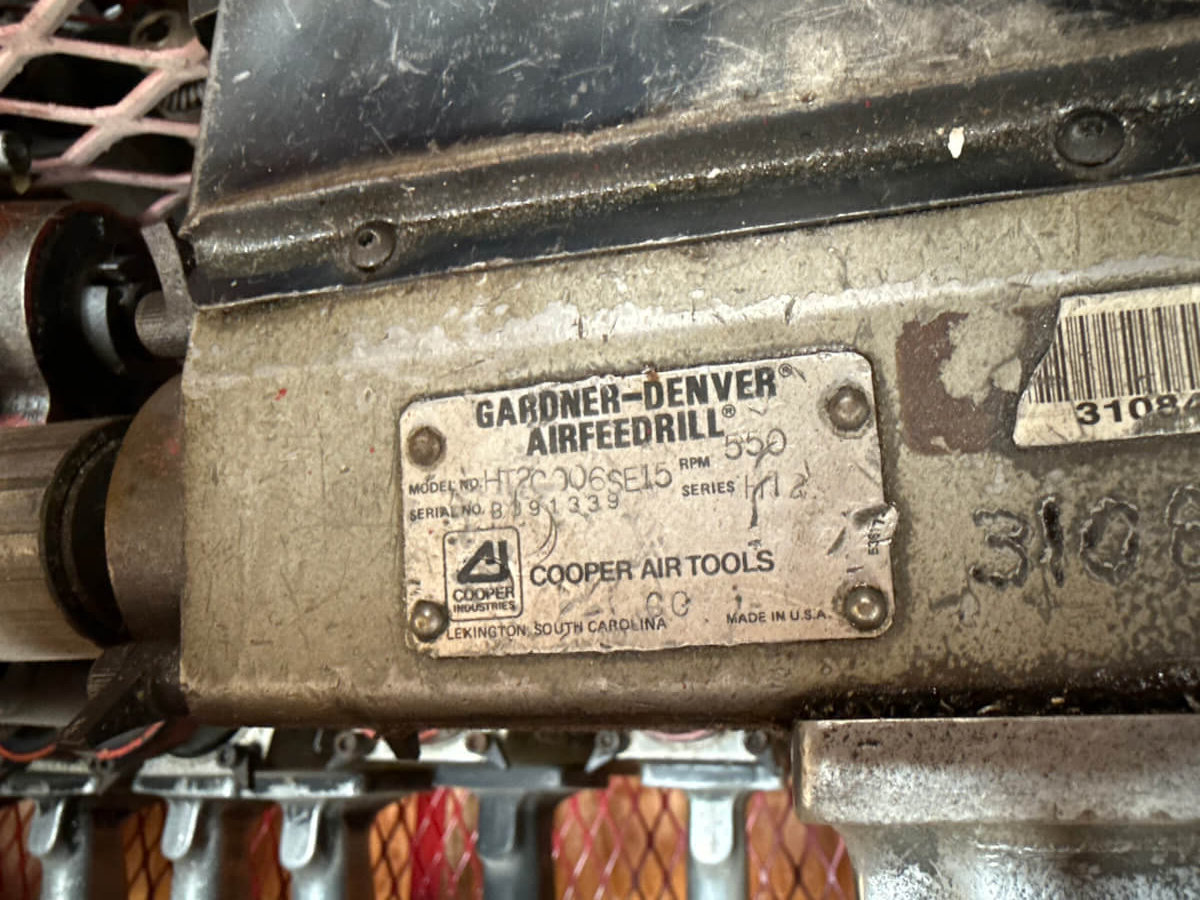 GARDNER-DENVER®
AIRFEEDRILL®
MODEL NO. RPM 550
SERIAL NO. SERIES
COOPER
INDUSTRIES
COOPER AIR TOOLS
LEXINGTON, SOUTH CAROLINA MADE IN U.S.A.
3108
3108